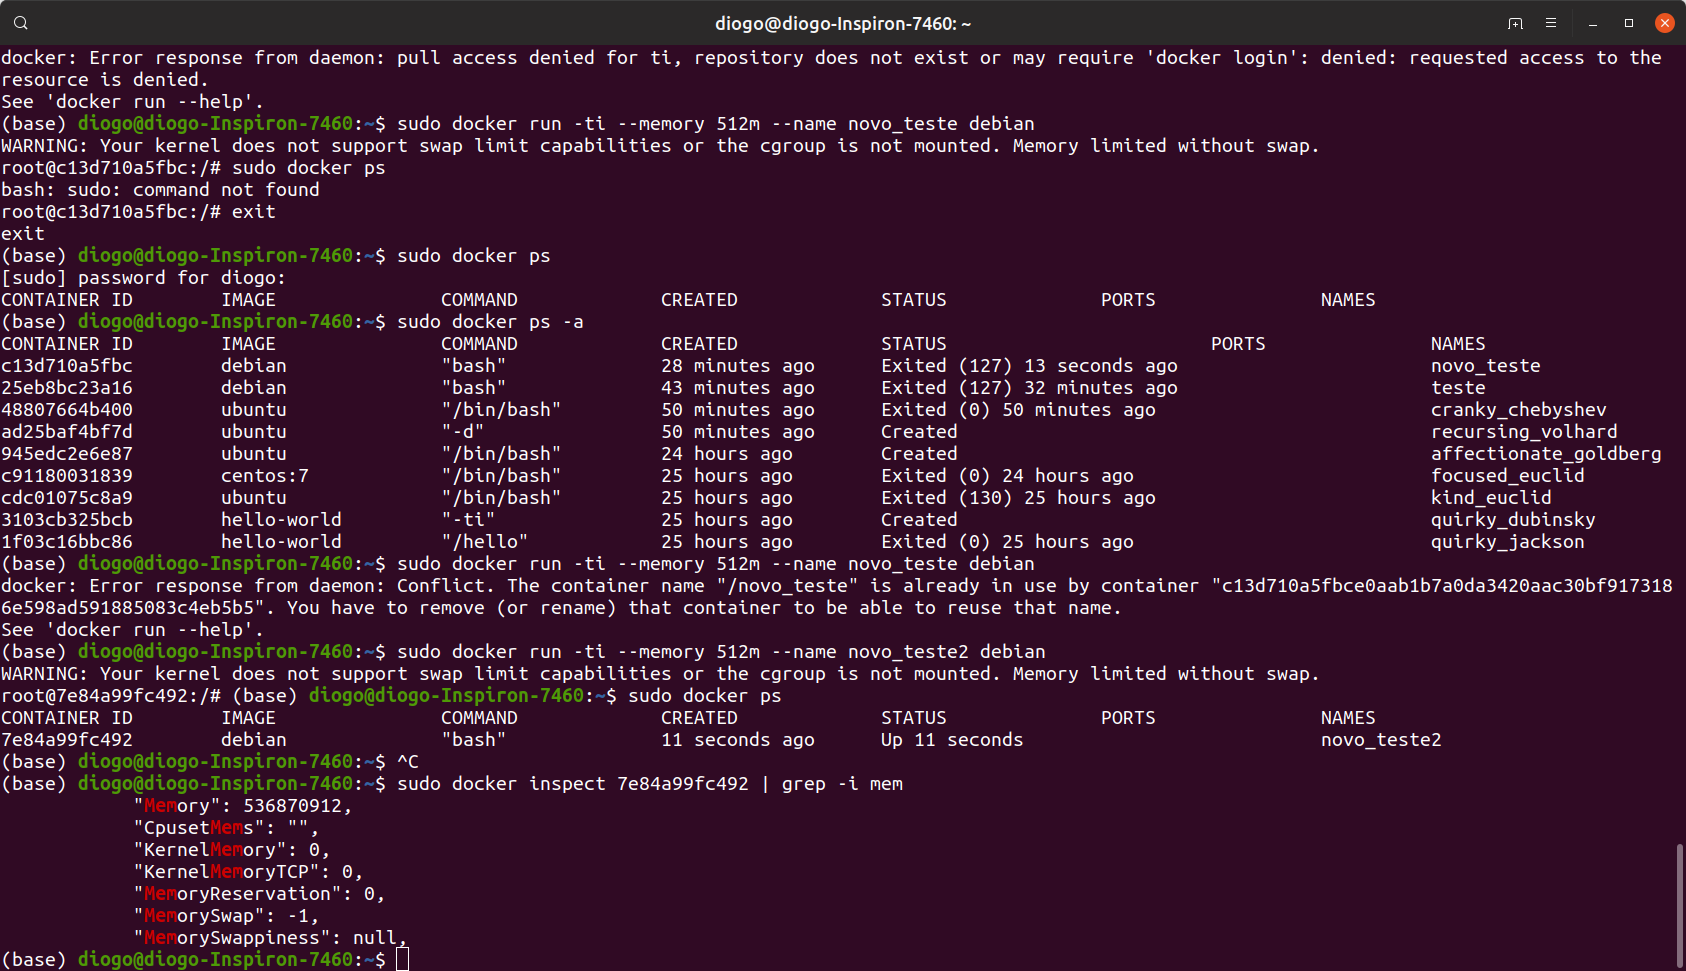 diogo@diogo-Inspiron-7460: ~
docker: Error response from daemon: pull access denied for ti, repository does not exist or may require 'docker login': denied: requested access to the
resource is denied.
See 'docker run --help'.
(base) diogo@diogo-Inspiron-7460:~$ sudo docker run -ti --memory 512m --name novo_teste debian
WARNING: Your kernel does not support swap limit capabilities or the cgroup is not mounted. Memory limited without swap.
root@c13d710a5fbc:/# sudo docker ps
bash: sudo: command not found
root@c13d710a5fbc:/# exit
exit
(base) diogo@diogo-Inspiron-7460:~$ sudo docker ps
[sudo] password for diogo:
CONTAINER ID        IMAGE               COMMAND             CREATED             STATUS              PORTS               NAMES
(base) diogo@diogo-Inspiron-7460:~$ sudo docker ps -a
CONTAINER ID        IMAGE               COMMAND             CREATED             STATUS                        PORTS               NAMES
c13d710a5fbc        debian              "bash"              28 minutes ago      Exited (127) 13 seconds ago                       novo_teste
25eb8bc23a16        debian              "bash"              43 minutes ago      Exited (127) 32 minutes ago                       teste
48807664b400        ubuntu              "/bin/bash"         50 minutes ago      Exited (0) 50 minutes ago                         cranky_chebyshev
ad25baf4bf7d        ubuntu              "-d"                50 minutes ago      Created                                           recursing_volhard
945edc2e6e87        ubuntu              "/bin/bash"         24 hours ago        Created                                           affectionate_goldberg
c91180031839        centos:7            "/bin/bash"         25 hours ago        Exited (0) 24 hours ago                           focused_euclid
cdc01075c8a9        ubuntu              "/bin/bash"         25 hours ago        Exited (130) 25 hours ago                         kind_euclid
3103cb325bcb        hello-world         "-ti"               25 hours ago        Created                                           quirky_dubinsky
1f03c16bbc86        hello-world         "/hello"            25 hours ago        Exited (0) 25 hours ago                           quirky_jackson
(base) diogo@diogo-Inspiron-7460:~$ sudo docker run -ti --memory 512m --name novo_teste debian
docker: Error response from daemon: Conflict. The container name "/novo_teste" is already in use by container "c13d710a5fbce0aab1b7a0da3420aac30bf917318
6e598ad591885083c4eb5b5". You have to remove (or rename) that container to be able to reuse that name.
See 'docker run --help'.
(base) diogo@diogo-Inspiron-7460:~$ sudo docker run -ti --memory 512m --name novo_teste2 debian
WARNING: Your kernel does not support swap limit capabilities or the cgroup is not mounted. Memory limited without swap.
root@7e84a99fc492:/# (base) diogo@diogo-Inspiron-7460:~$ sudo docker ps
CONTAINER ID        IMAGE               COMMAND             CREATED             STATUS              PORTS               NAMES
7e84a99fc492        debian              "bash"              11 seconds ago      Up 11 seconds                           novo_teste2
(base) diogo@diogo-Inspiron-7460:~$ ^C
(base) diogo@diogo-Inspiron-7460:~$ sudo docker inspect 7e84a99fc492 | grep -i mem
            "Memory": 536870912,
            "CpusetMems": "",
            "KernelMemory": 0,
            "KernelMemoryTCP": 0,
            "MemoryReservation": 0,
            "MemorySwap": -1,
            "MemorySwappiness": null,
(base) diogo@diogo-Inspiron-7460:~$